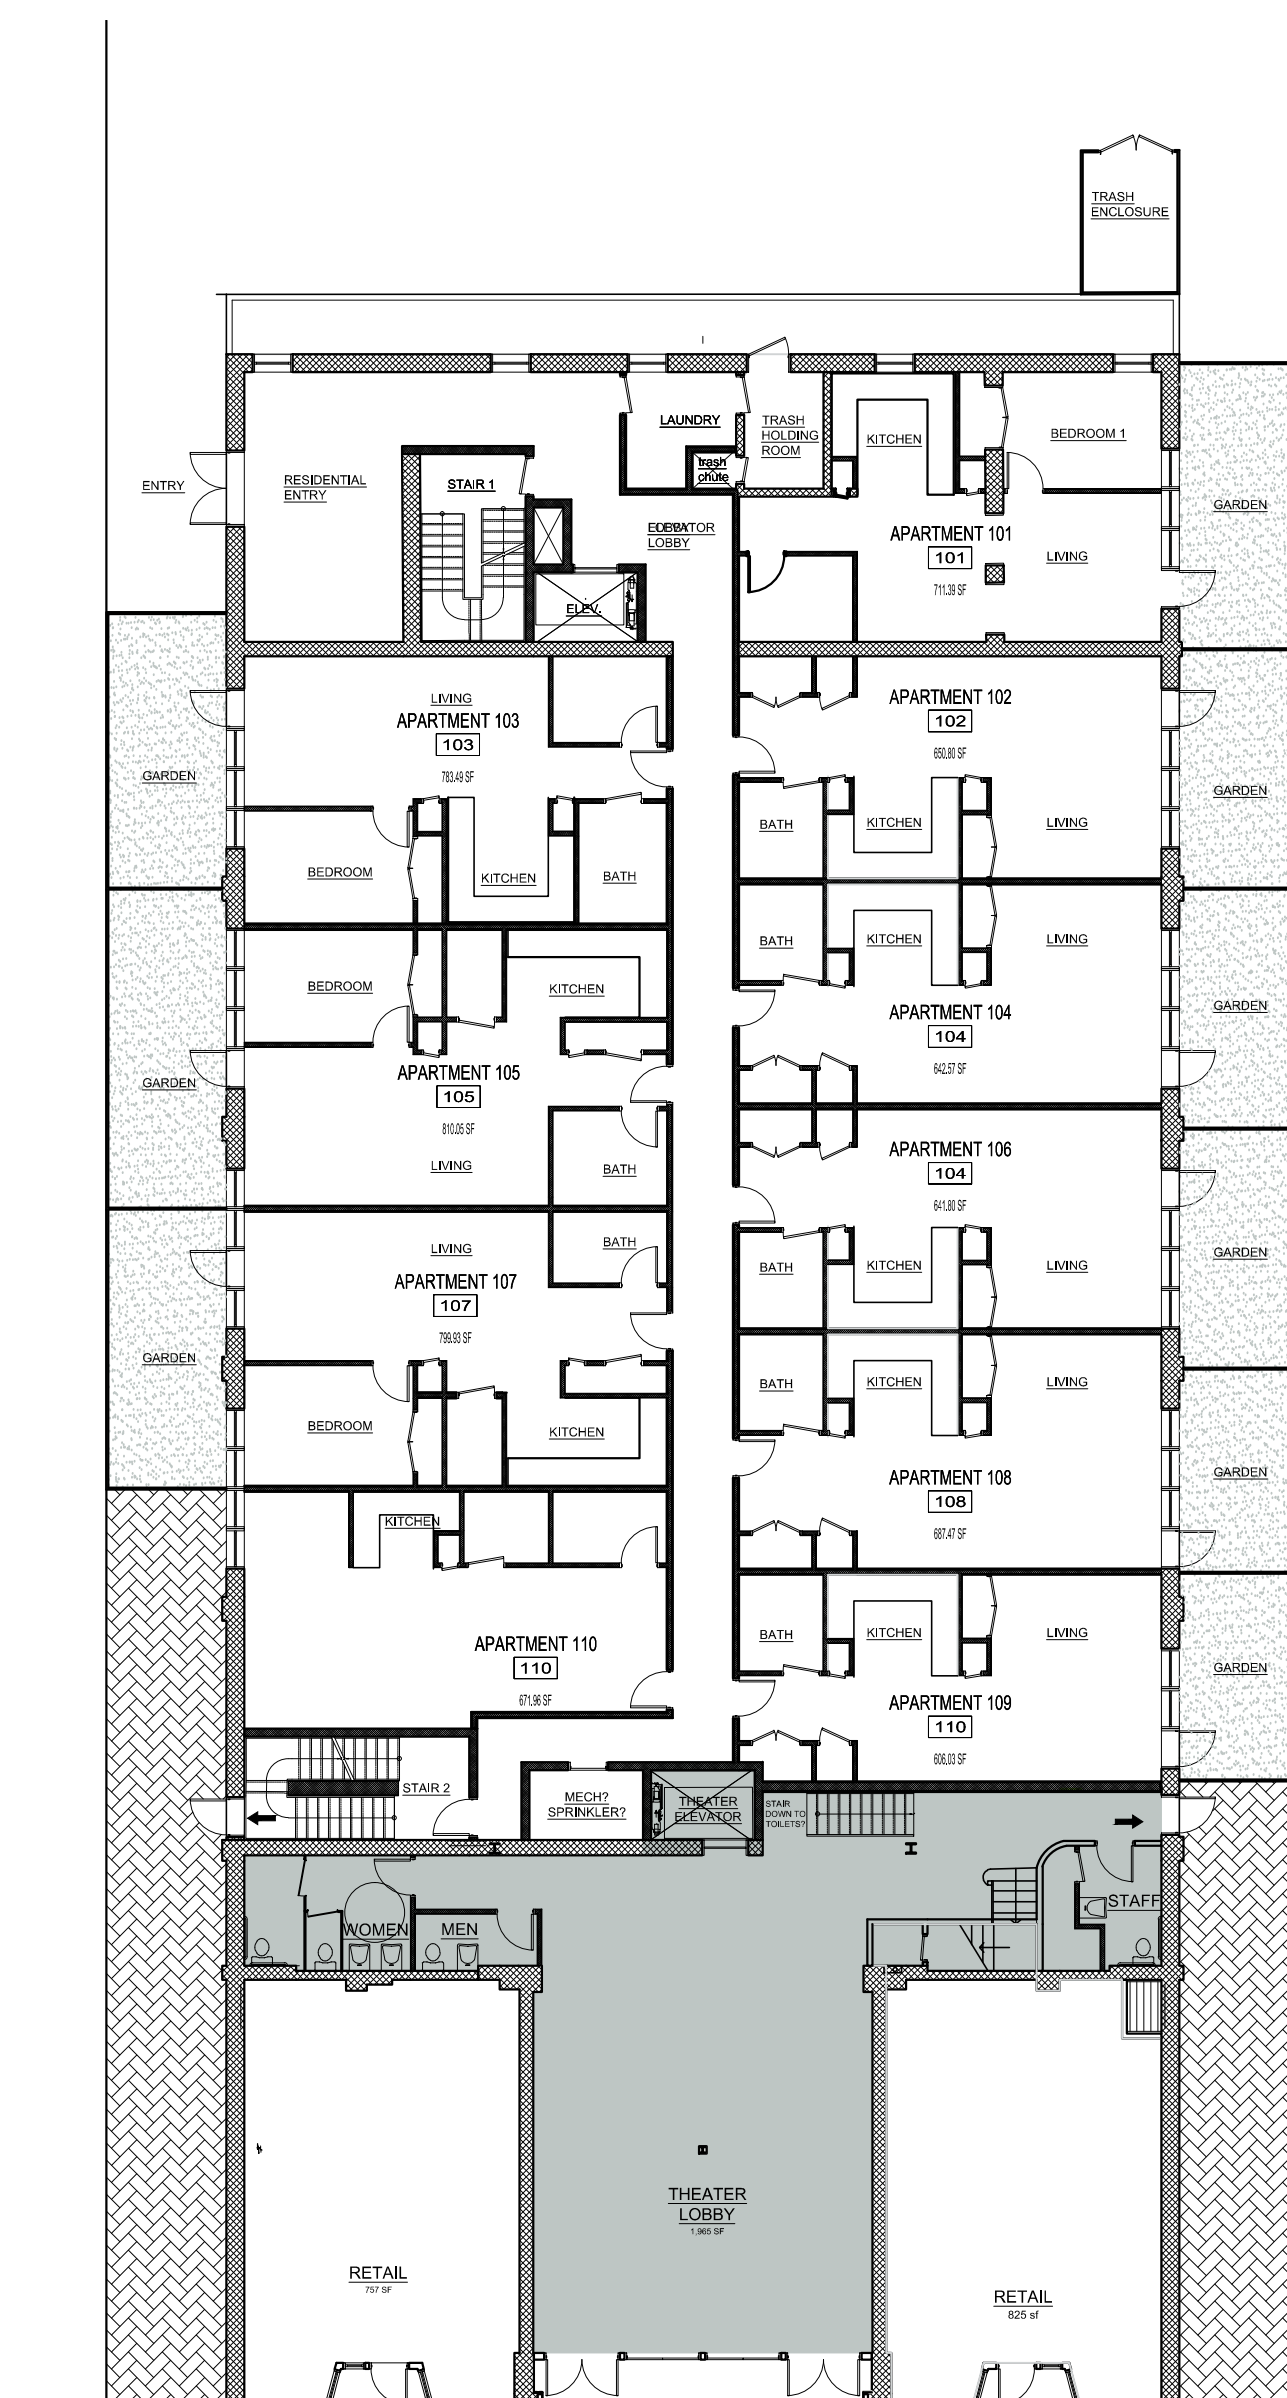 TRASH
ENCLOSURE
LAUNDRY
TRASH
HOLDING
ROOM
KITCHEN
BEDROOM 1
trash
chute
ENTRY
RESIDENTIAL
ENTRY
STAIR 1
GARDEN
ELEVATOR
LOBBY
APARTMENT 101
101
711.39 SF
LIVING
ELEV.
LIVING
APARTMENT 103
103
783.49 SF
APARTMENT 102
102
650.80 SF
GARDEN
GARDEN
BATH
KITCHEN
LIVING
BEDROOM
KITCHEN
BATH
BATH
KITCHEN
LIVING
BEDROOM
KITCHEN
GARDEN
APARTMENT 104
104
642.57 SF
GARDEN
APARTMENT 105
105
810.05 SF
LIVING
BATH
APARTMENT 106
104
641.80 SF
LIVING
BATH
GARDEN
APARTMENT 107
107
799.93 SF
BATH
KITCHEN
LIVING
GARDEN
BATH
KITCHEN
LIVING
BEDROOM
KITCHEN
APARTMENT 108
108
687.47 SF
GARDEN
KITCHEN
APARTMENT 110
110
671.96 SF
BATH
KITCHEN
LIVING
GARDEN
APARTMENT 109
110
606.03 SF
STAIR 2
MECH?
SPRINKLER?
THEATER
ELEVATOR
STAIR
DOWN TO
TOILETS?
WOMEN
MEN
STAFF
THEATER
LOBBY
1,965 SF
RETAIL
757 SF
RETAIL
825 sf